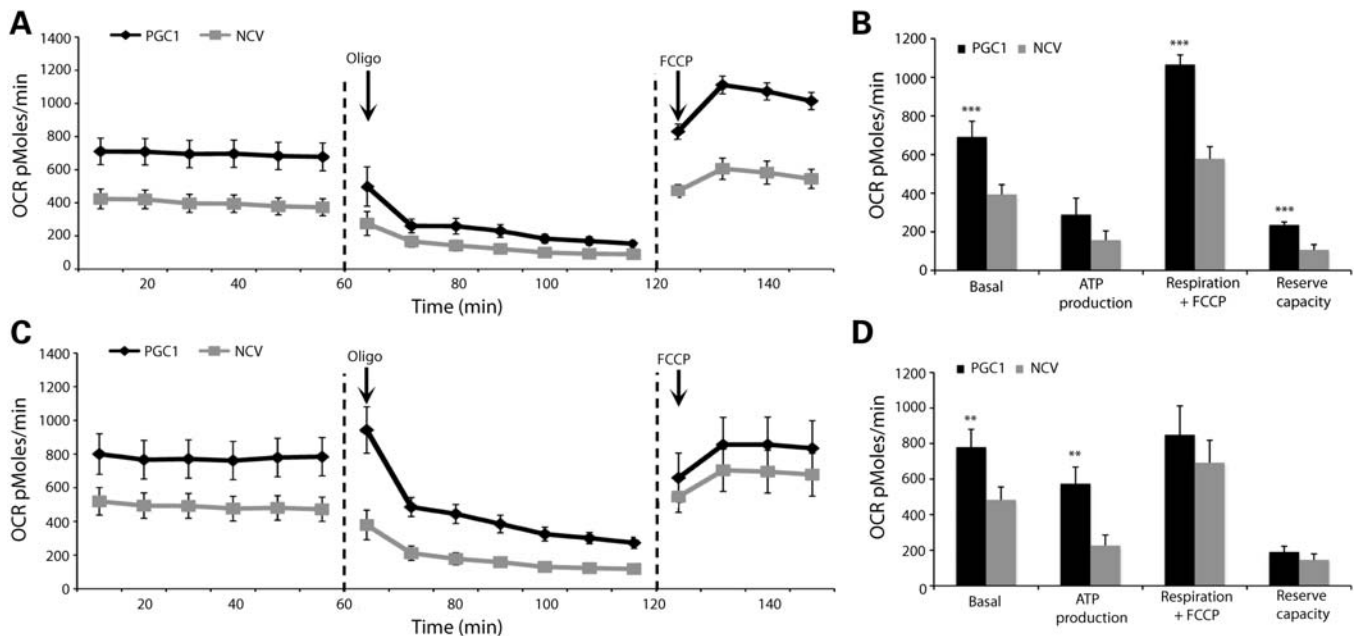 A
PGC1 NCV
Oligo
FCCP
OCR pMoles/min
1400
1200
1000
800
600
400
200
0
20 40 60 80 100 120 140
Time (min)
B
PGC1 NCV
OCR pMoles/min
1200
1000
800
600
400
200
0
***
***
***
Basal
ATP
production
Respiration
+ FCCP
Reserve
capacity
C
PGC1 NCV
Oligo
FCCP
OCR pMoles/min
1400
1200
1000
800
600
400
200
0
20 40 60 80 100 120 140
Time (min)
D
PGC1 NCV
OCR pMoles/min
1200
1000
800
600
400
200
0
**
**
Basal
ATP
production
Respiration
+ FCCP
Reserve
capacity